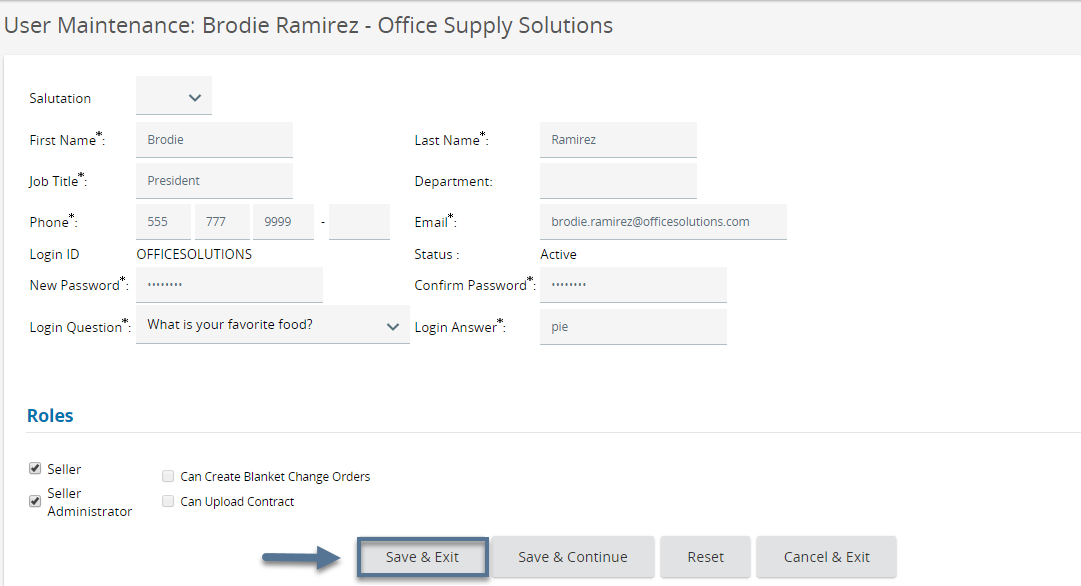 User Maintenance: Brodie Ramirez - Office Supply Solutions
Salutation
First Name*: Brodie Last Name*: Ramirez
Job Title*: President Department:
Phone*: 555 777 9999 - Email*: brodie.ramirez@officesolutions.com
Login ID OFFICESOLUTIONS Status : Active
New Password*: •••••••• Confirm Password*: ••••••••
Login Question*: What is your favorite food? Login Answer*: pie
Roles
Seller
Can Create Blanket Change Orders
Seller
Administrator
Can Upload Contract
Save & Exit Save & Continue Reset Cancel & Exit